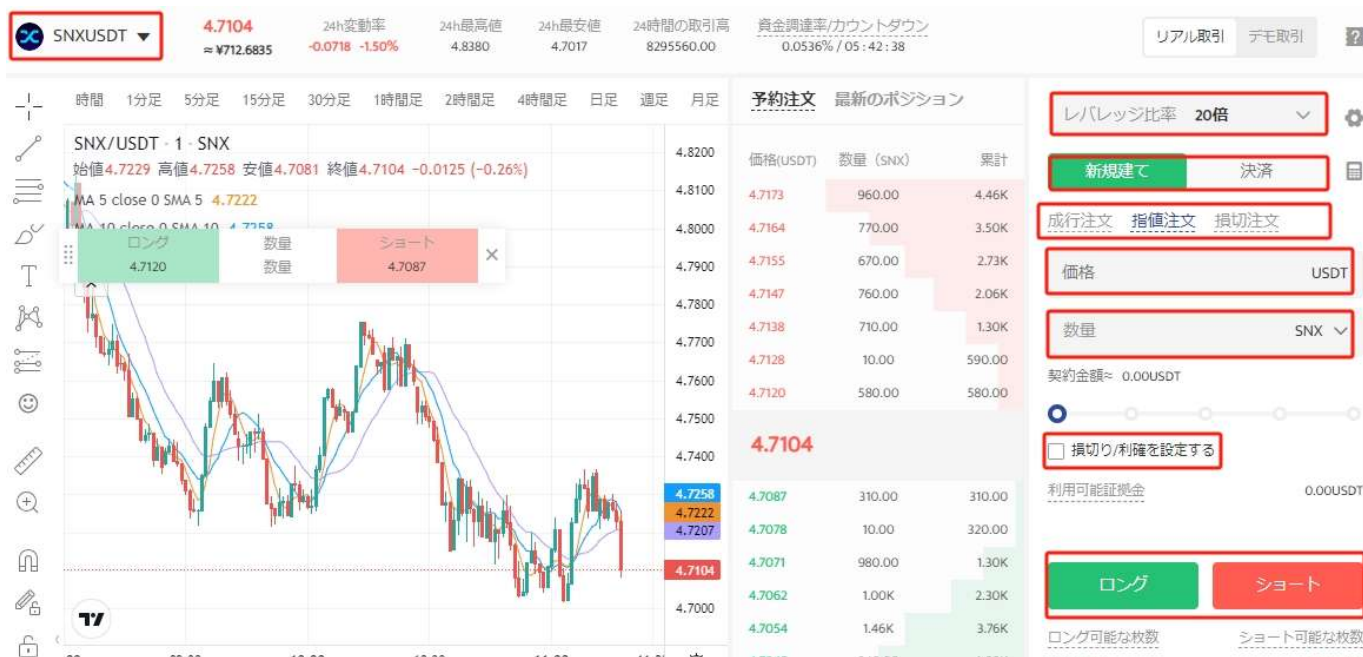 SNXUSDT
4.7104
≈ ¥712.6835
24h変動率
-0.0718 -1.50%
24h最高値
4.8380
24h最安値
4.7017
24時間の取引高
8295560.00
資金調達率/カウントダウン
0.0536% / 05 : 42 : 38
リアル取引 デモ取引
時間 1分足 5分足 15分足 30分足 1時間足 2時間足 4時間足 日足 週足 月足
SNX/USDT · 1 · SNX
始値4.7229 高値4.7258 安値4.7081 終値4.7104 -0.0125 (-0.26%)
MA 5 close 0 SMA 5 4.7222
MA 10 close 0 SMA 10 4.7258
ロング 数量 ショート
4.7120 数量 4.7087
4.8200
4.8100
4.8000
4.7900
4.7800
4.7700
4.7600
4.7500
4.7400
4.7258
4.7222
4.7207
4.7104
4.7000
予約注文 最新のポジション
価格(USDT) 数量（SNX） 累計
4.7173 960.00 4.46K
4.7164 770.00 3.50K
4.7155 670.00 2.73K
4.7147 760.00 2.06K
4.7138 710.00 1.30K
4.7128 10.00 590.00
4.7120 580.00 580.00
4.7104
4.7087 310.00 310.00
4.7078 10.00 320.00
4.7071 980.00 1.30K
4.7062 1.00K 2.30K
4.7054 1.46K 3.76K
レバレッジ比率 20倍
新規建て 決済
成行注文 指値注文 損切注文
価格 USDT
数量 SNX
契約金額≈ 0.00USDT
損切り/利確を設定する
利用可能証拠金 0.00USDT
ロング ショート
ロング可能な枚数 ショート可能な枚数